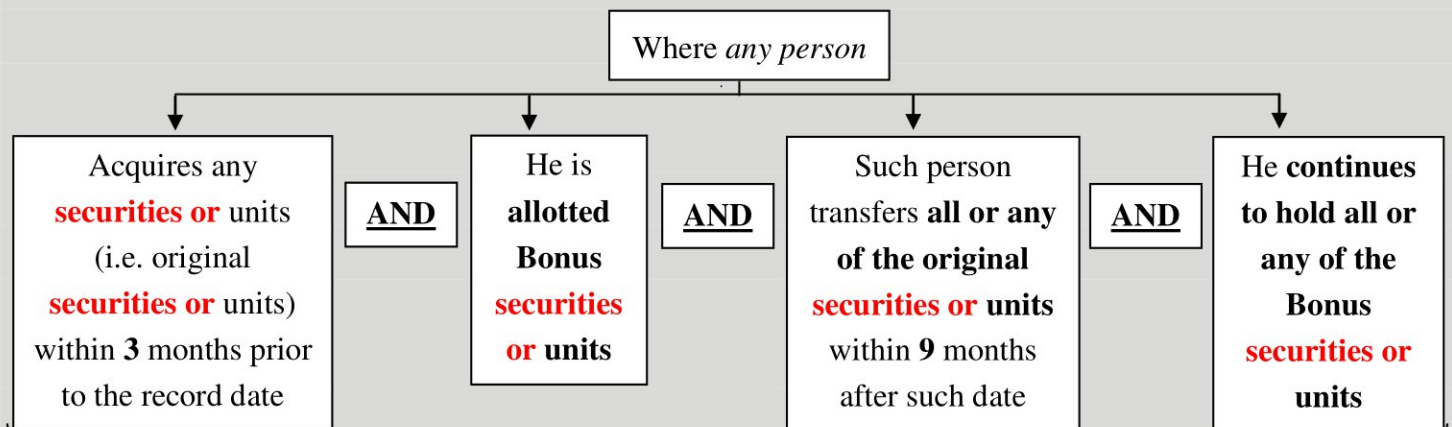 Where any person
Acquires any
securities or units
(i.e. original
securities or units)
within 3 months prior
to the record date
AND
He is
allotted
Bonus
securities
or units
AND
Such person
transfers all or any
of the original
securities or units
within 9 months
after such date
AND
He continues
to hold all or
any of the
Bonus
securities or
units